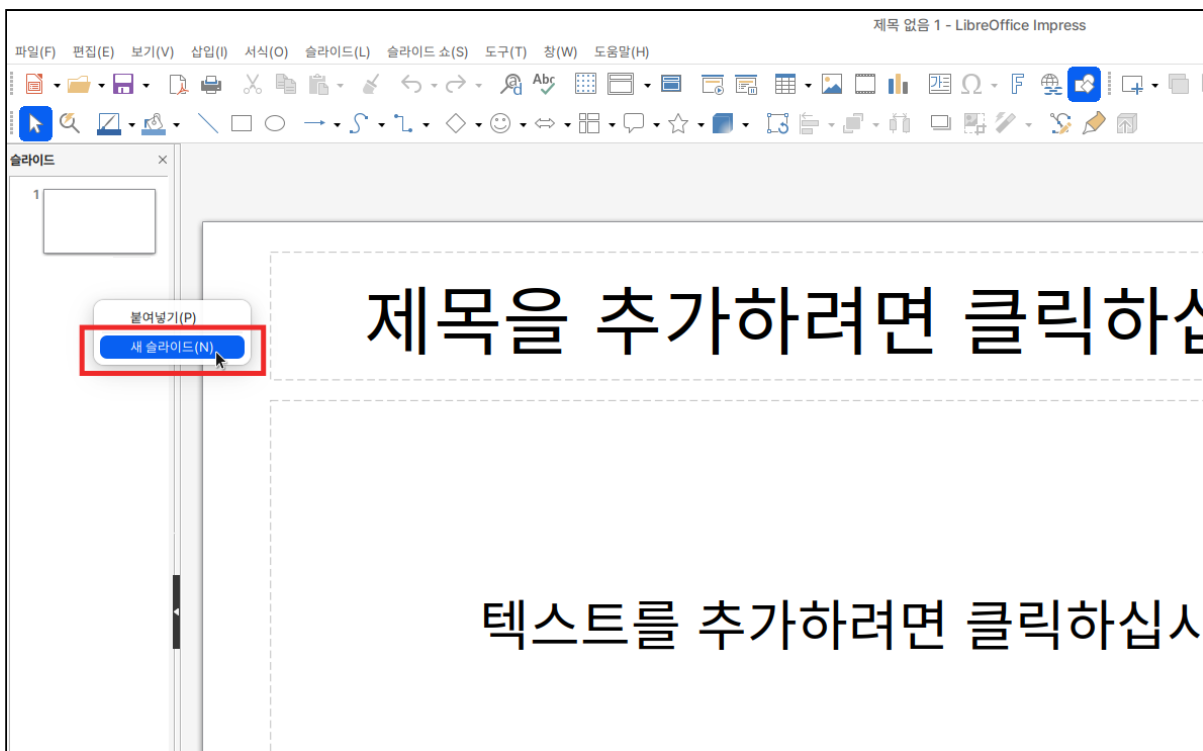 제목 없음 1 - LibreOffice Impress
파일(F) 편집(E) 보기(V) 삽입(I) 서식(O) 슬라이드(L) 슬라이드 쇼(S) 도구(T) 창(W) 도움말(H)
슬라이드
1
붙여넣기(P)
새 슬라이드(N)
제목을 추가하려면 클릭하십
텍스트를 추가하려면 클릭하십시